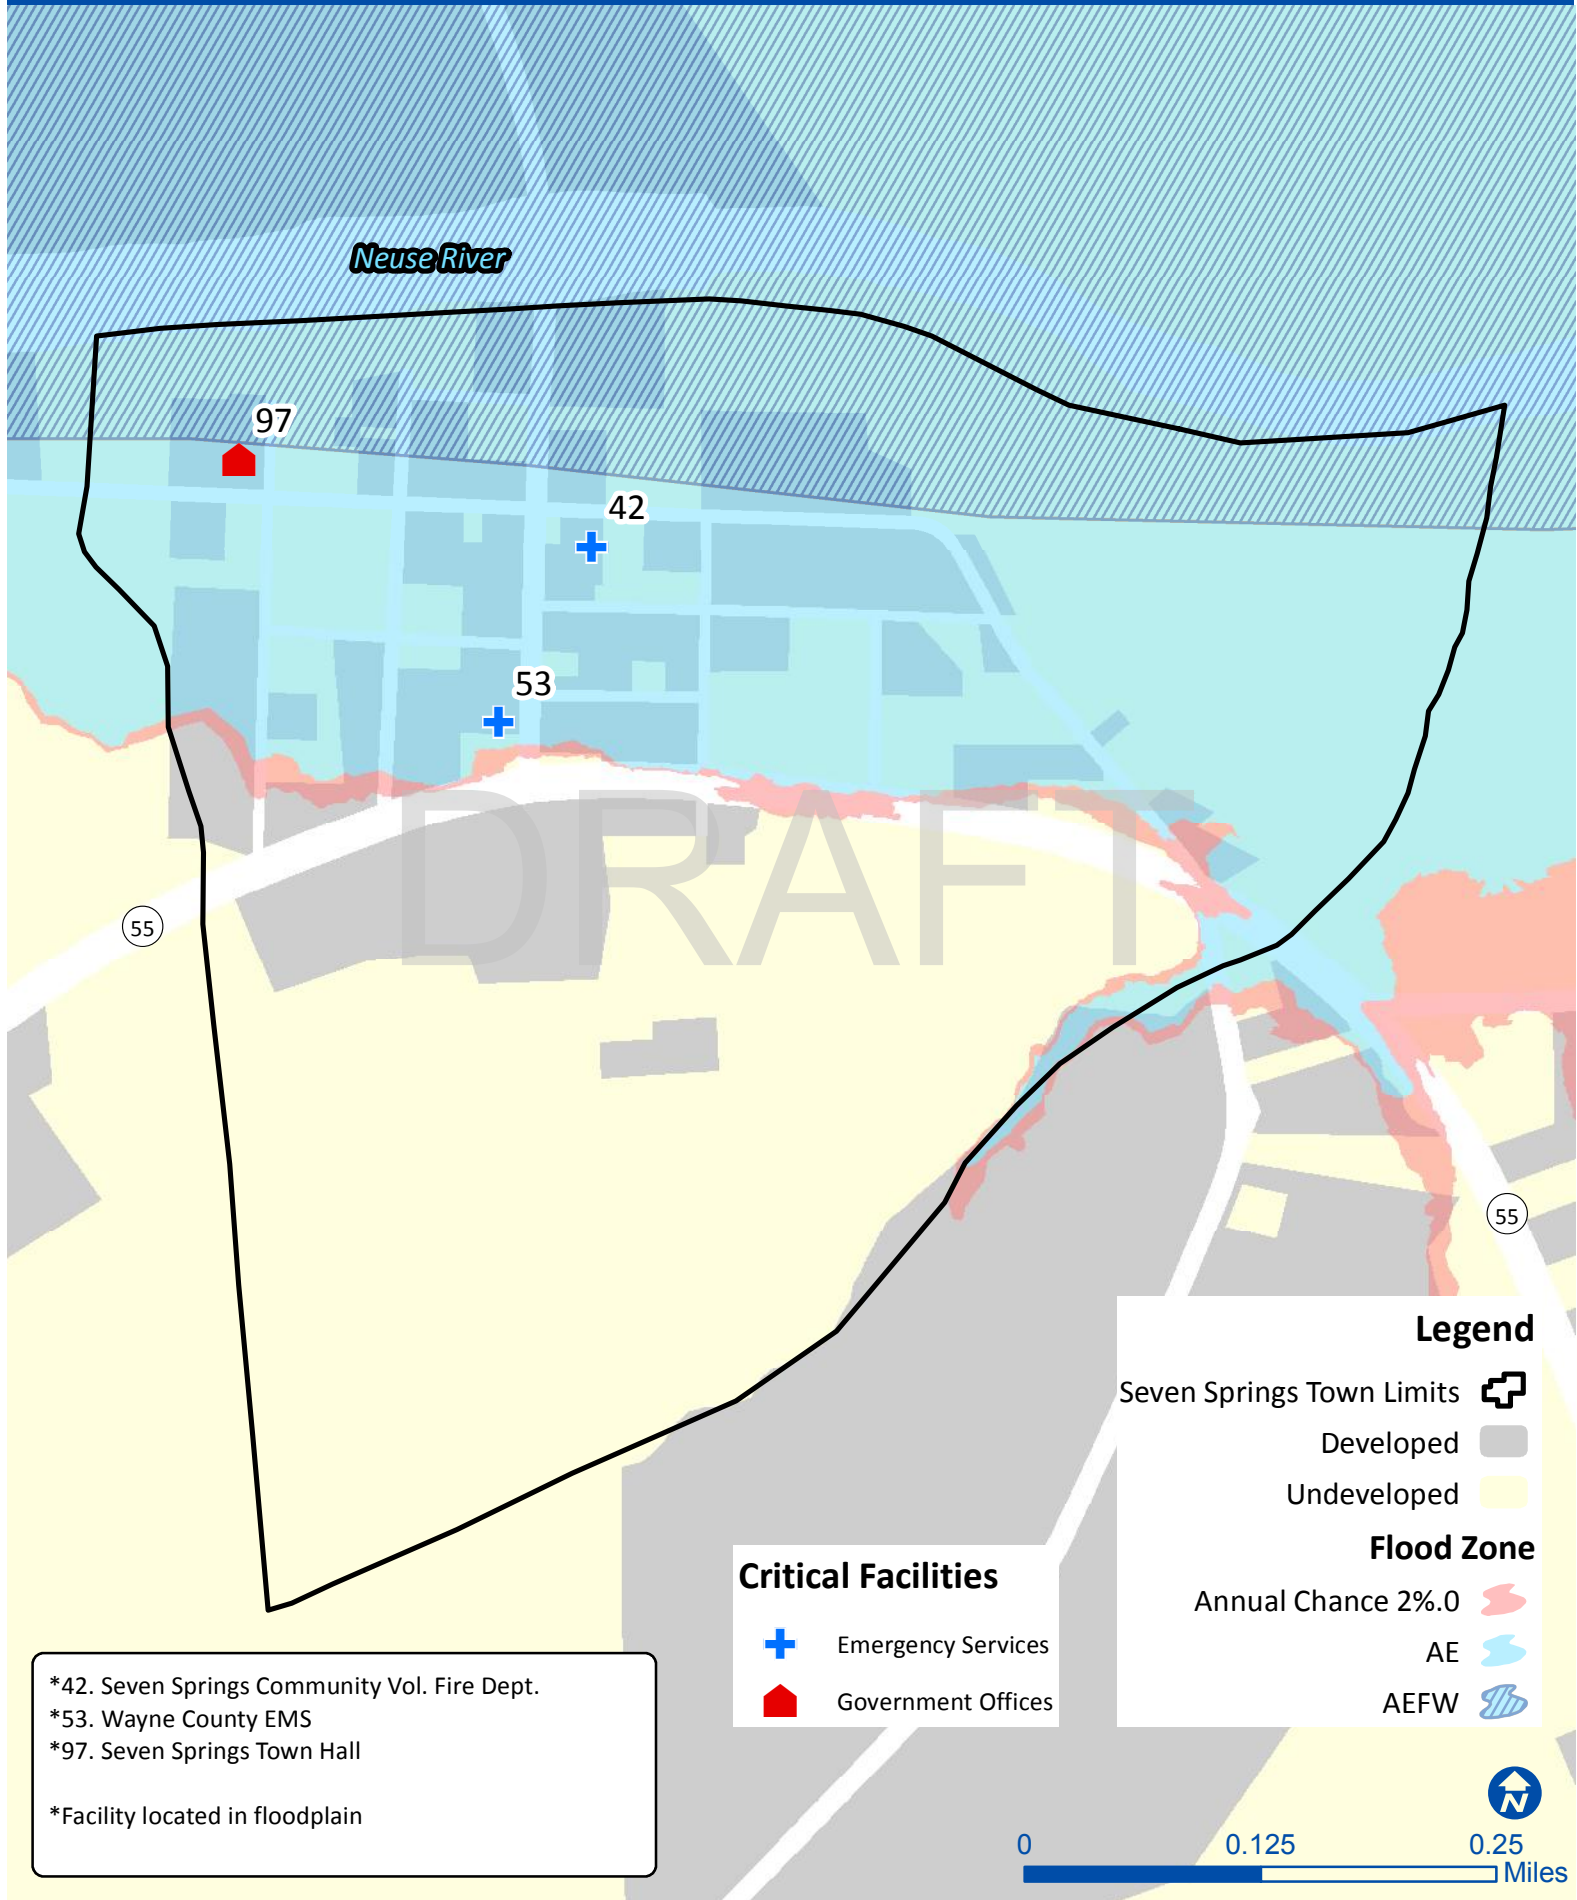 Neuse River
97
42
53
DRAFT
55
55
Legend
Seven Springs Town Limits
Developed
Undeveloped
Flood Zone
Annual Chance 2%.0
AE
AEFW
Critical Facilities
Emergency Services
Government Offices
*42. Seven Springs Community Vol. Fire Dept.
*53. Wayne County EMS
*97. Seven Springs Town Hall
*Facility located in floodplain
N
0 0.125 0.25
Miles